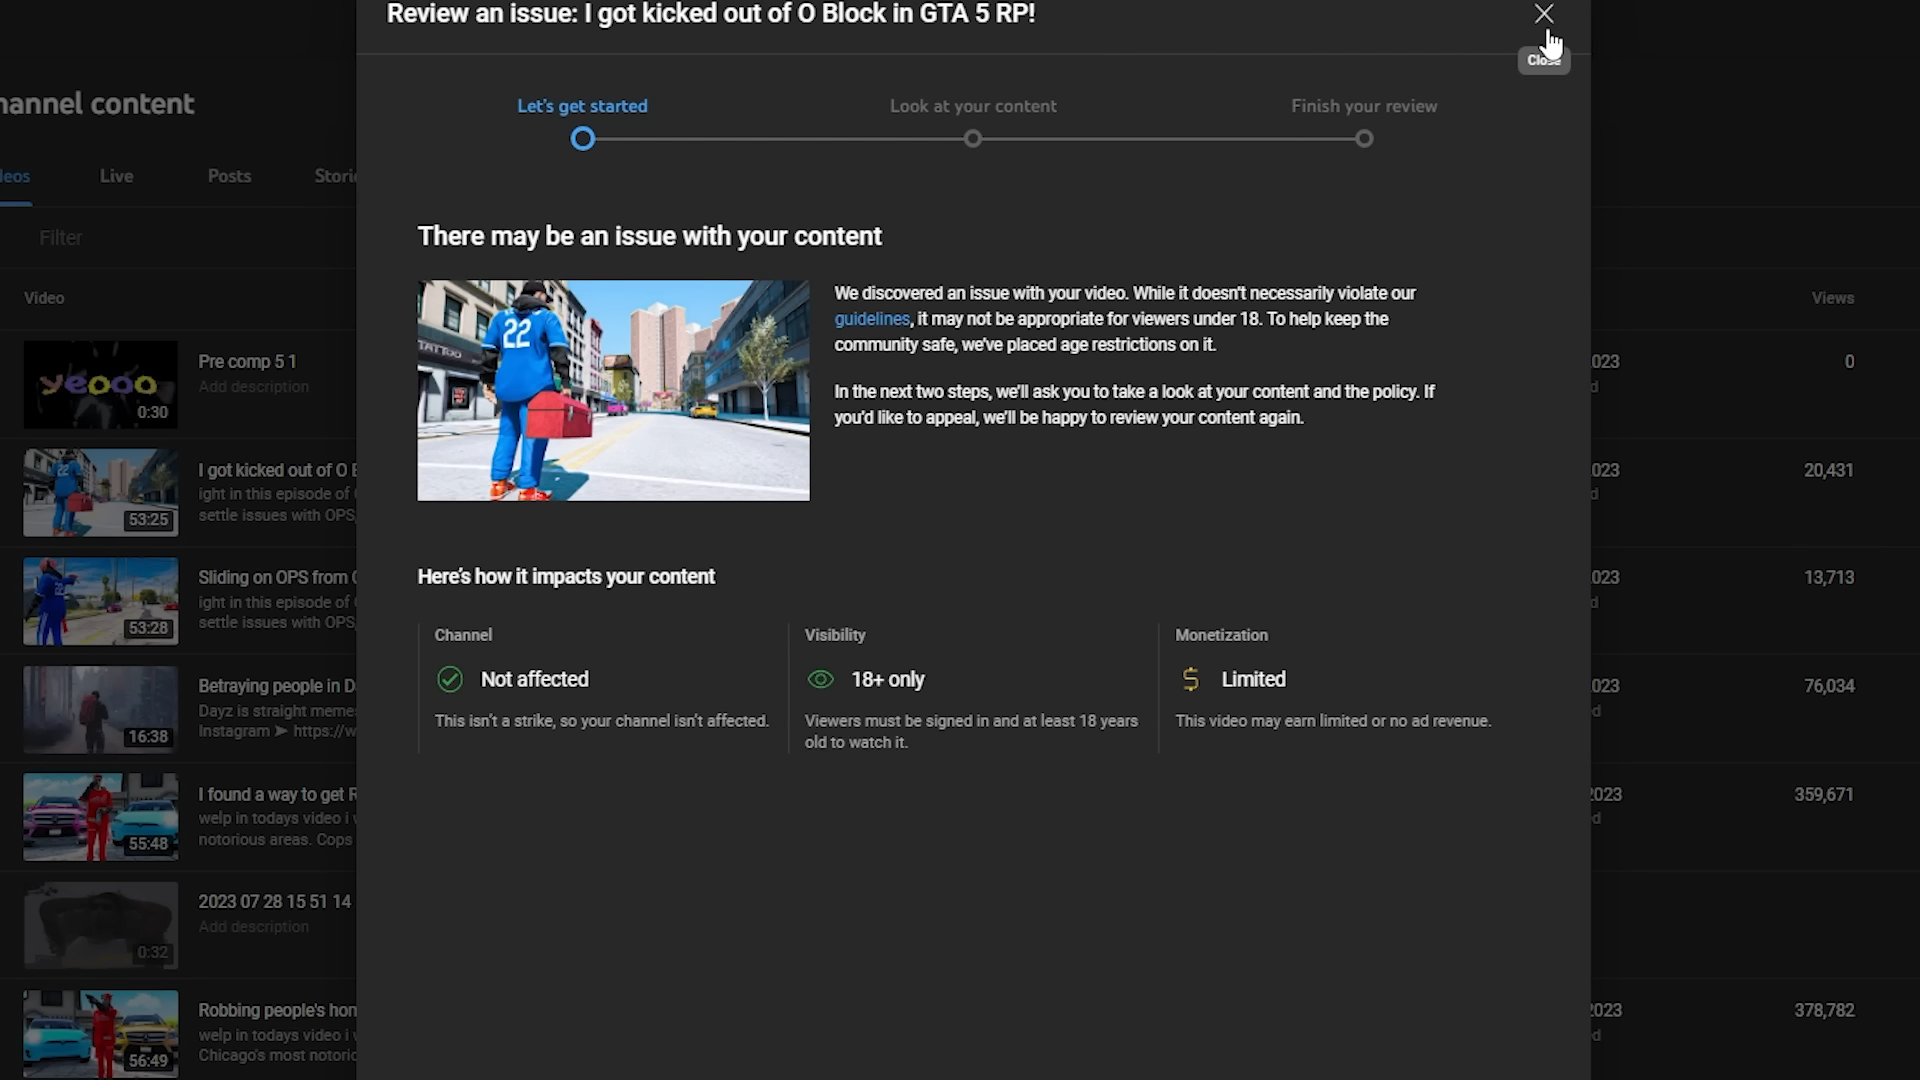 Review an issue: I got kicked out of O Block in GTA 5 RP!
Let's get started
Look at your content
Finish your review
There may be an issue with your content
22
TATTOO
We discovered an issue with your video. While it doesn't necessarily violate our
guidelines, it may not be appropriate for viewers under 18. To help keep the
community safe, we've placed age restrictions on it.
In the next two steps, we'll ask you to take a look at your content and the policy. If
you'd like to appeal, we'll be happy to review your content again.
Here's how it impacts your content
Channel
Not affected
This isn't a strike, so your channel isn't affected.
Visibility
18+ only
Viewers must be signed in and at least 18 years
old to watch it.
Monetization
Limited
This video may earn limited or no ad revenue.
hannel content
eos
Live
Posts
Stori
Filter
Video
Views
yeooo
0:30
Pre comp 5 1
Add description
023
d
0
22
53:25
I got kicked out of O B
ight in this episode of
settle issues with OPS,
023
d
20,431
53:28
Sliding on OPS from
ight in this episode of
settle issues with OPS,
023
d
13,713
16:38
Betraying people in D
Dayz is straight meme
Instagram ➤ https://w
023
d
76,034
55:48
I found a way to get F
welp in todays video i
notorious areas. Cops
2023
d
359,671
0:32
2023 07 28 15 51 14
Add description
56:49
Robbing people's hon
welp in todays video i
Chicago's most notoric
2023
d
378,782